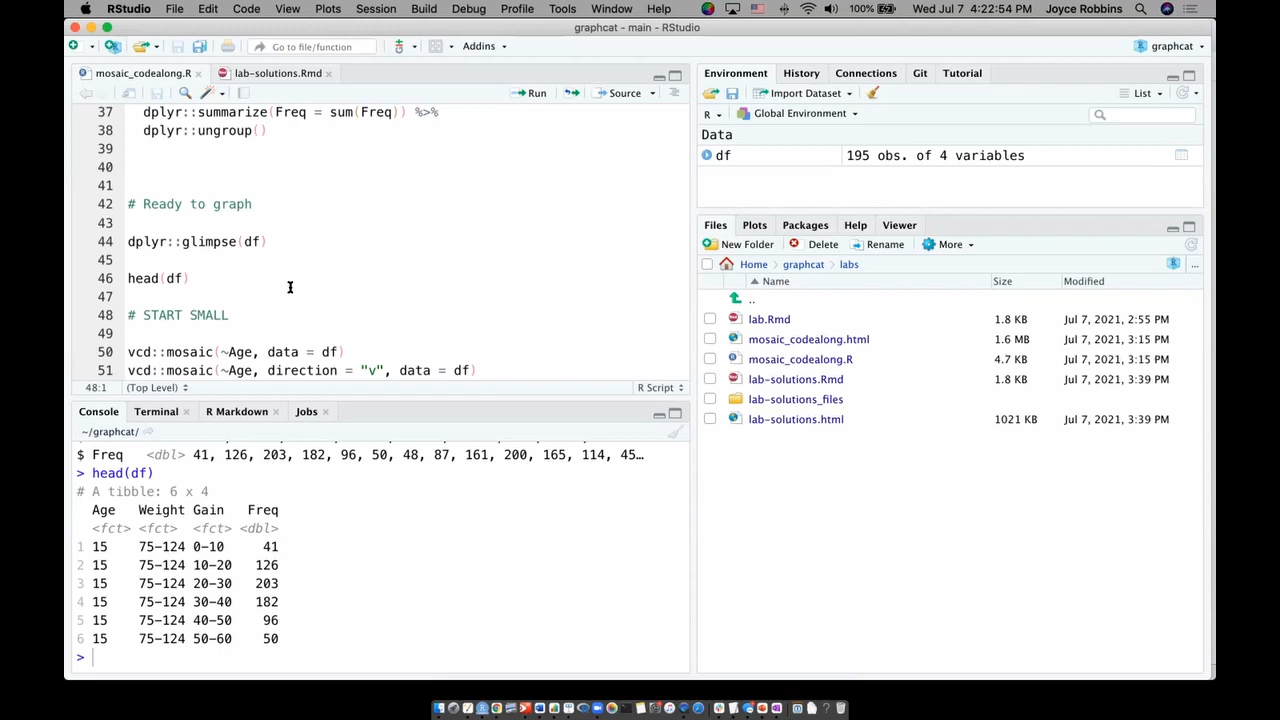 RStudio File Edit Code View Plots Session Build Debug Profile Tools Window Help 100% Wed Jul 7 4:22:54 PM Joyce Robbins
graphcat - main - RStudio
Go to file/function Addins graphcat
mosaic_codealong.R lab-solutions.Rmd
Run Source
37 dplyr::summarize(Freq = sum(Freq)) %>%
38 dplyr::ungroup()
39
40
41
42 # Ready to graph
43
44 dplyr::glimpse(df)
45
46 head(df)
47
48 # START SMALL
49
50 vcd::mosaic(~Age, data = df)
51 vcd::mosaic(~Age, direction = "v", data = df)
48:1 (Top Level) R Script
Console Terminal R Markdown Jobs
~/graphcat/
$ Freq <dbl> 41, 126, 203, 182, 96, 50, 48, 87, 161, 200, 165, 114, 45…
> head(df)
# A tibble: 6 x 4
Age Weight Gain Freq
<fct> <fct> <fct> <dbl>
1 15 75-124 0-10 41
2 15 75-124 10-20 126
3 15 75-124 20-30 203
4 15 75-124 30-40 182
5 15 75-124 40-50 96
6 15 75-124 50-60 50
>
Environment History Connections Git Tutorial
Import Dataset List
R Global Environment
Data
df 195 obs. of 4 variables
Files Plots Packages Help Viewer
New Folder Delete Rename More
Home graphcat labs ...
Name Size Modified
..
lab.Rmd 1.8 KB Jul 7, 2021, 2:55 PM
mosaic_codealong.html 1.6 MB Jul 7, 2021, 3:15 PM
mosaic_codealong.R 4.7 KB Jul 7, 2021, 3:15 PM
lab-solutions.Rmd 1.8 KB Jul 7, 2021, 3:39 PM
lab-solutions_files
lab-solutions.html 1021 KB Jul 7, 2021, 3:39 PM